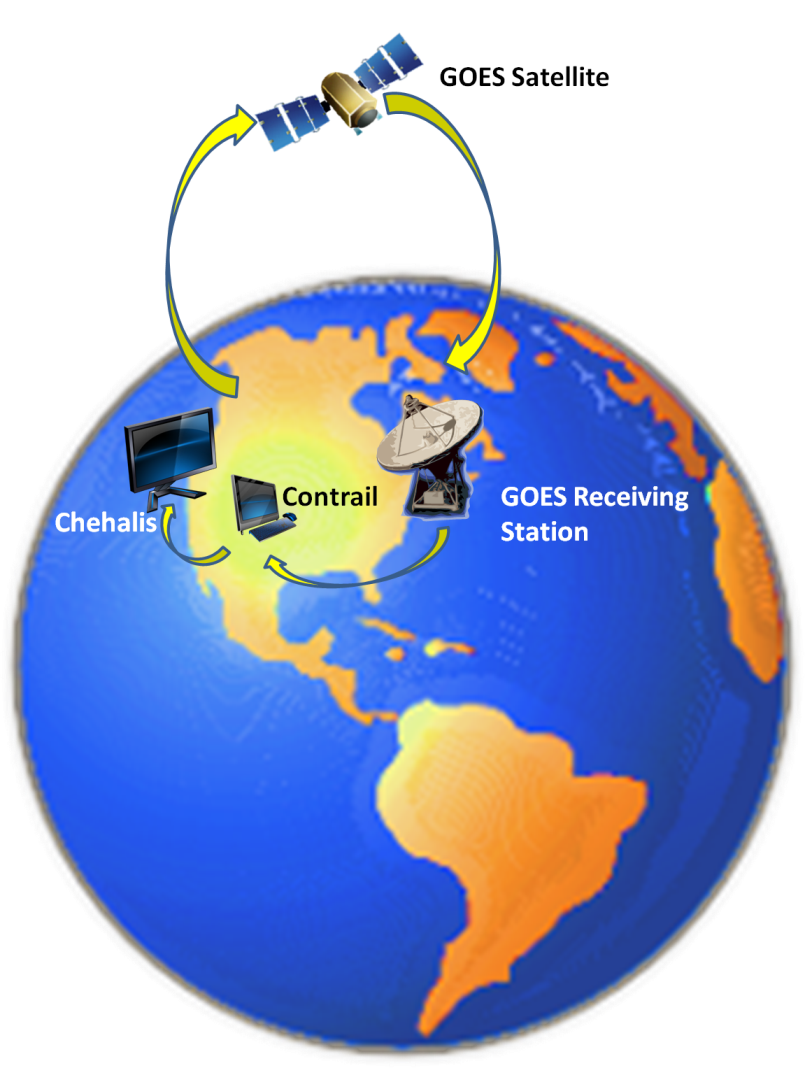 GOES Satellite
Contrail
Chehalis
GOES Receiving
Station